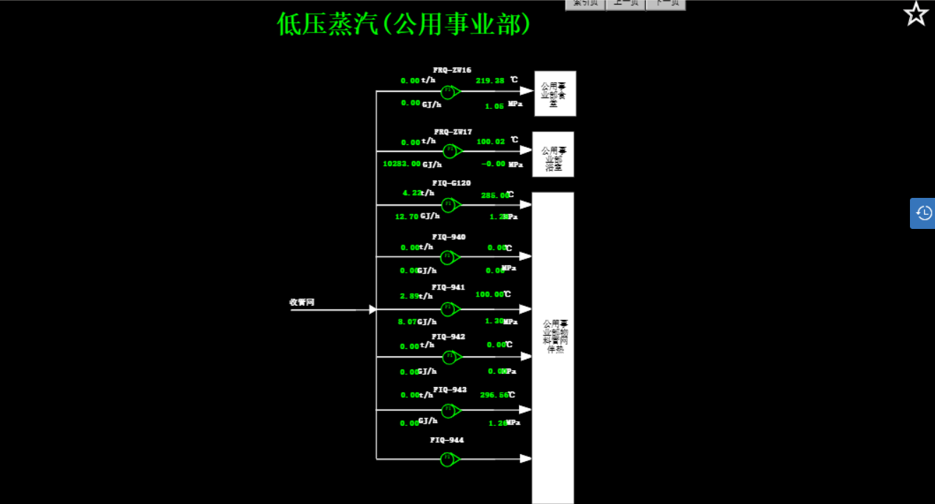 索引页 上一页 下一页
低压蒸汽(公用事业部)
FRQ-ZW16
0.00 t/h 219.28 ℃
0.00 GJ/h 1.05 MPa
公用事
业部食
堂
FRQ-ZW17
0.00 t/h 100.02 ℃
10283.00 GJ/h -0.00 MPa
公用事
业部
浴室
FIQ-G120
4.22 t/h 285.00 ℃
12.70 GJ/h MPa
FIQ-940
0.00 t/h 0.00 ℃
0.00 GJ/h 0.00 MPa
FIQ-941
2.89 t/h 100.00 ℃
8.07 GJ/h 1.20 MPa
收管网
FIQ-942
0.00 t/h 0.00 ℃
0.00 GJ/h 0.00 MPa
公用事
业部物
料管网
伴热
FIQ-943
0.00 t/h 296.56 ℃
0.00 GJ/h 1.26 MPa
FIQ-944